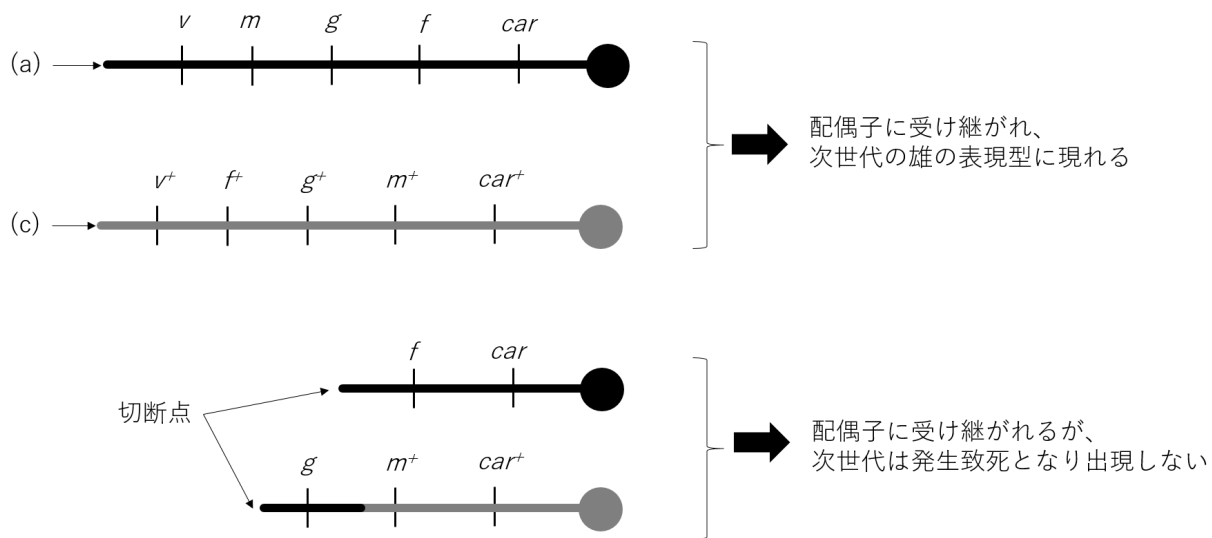 v m g f car
(a)
配偶子に受け継がれ、
次世代の雄の表現型に現れる
v⁺ f⁺ g⁺ m⁺ car⁺
(c)
f car
切断点
配偶子に受け継がれるが、
次世代は発生致死となり出現しない
g m⁺ car⁺